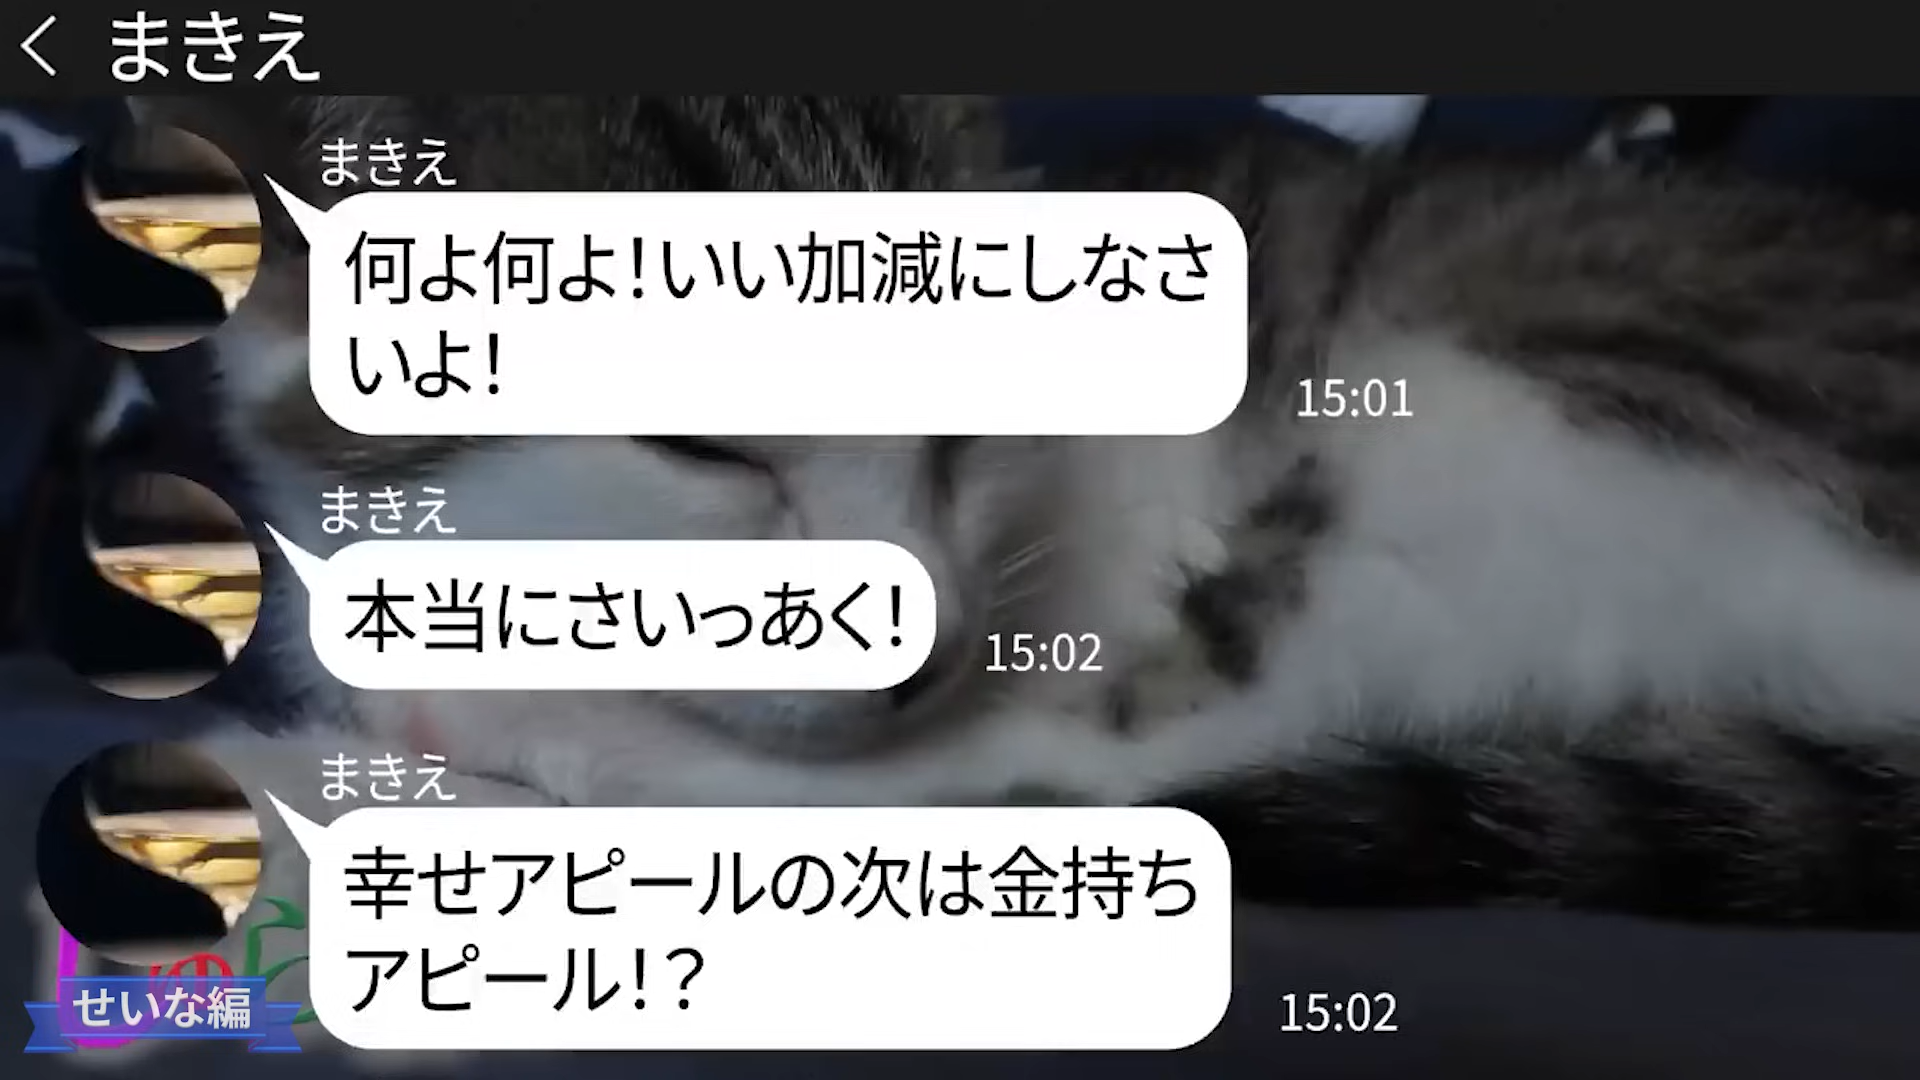 まきえ
まきえ
何よ何よ！いい加減にしなさ
いよ！
15:01
まきえ
本当にさいっあく！
15:02
まきえ
幸せアピールの次は金持ち
アピール！？
15:02
せいな編